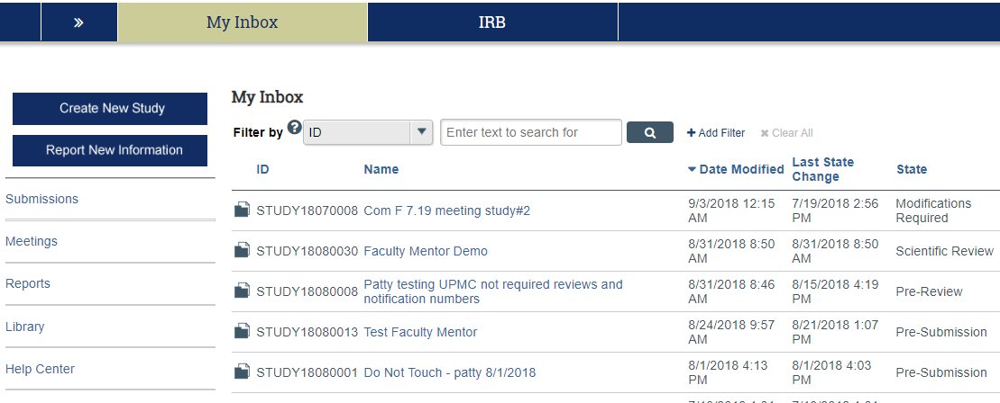 »
My Inbox
IRB
Create New Study
Report New Information
Submissions
Meetings
Reports
Library
Help Center
My Inbox
Filter by ? ID Enter text to search for + Add Filter ✖ Clear All
ID Name Date Modified Last State Change State
STUDY18070008 Com F 7.19 meeting study#2 9/3/2018 12:15 AM 7/19/2018 2:56 PM Modifications Required
STUDY18080030 Faculty Mentor Demo 8/31/2018 8:50 AM 8/31/2018 8:50 AM Scientific Review
STUDY18080008 Patty testing UPMC not required reviews and notification numbers 8/31/2018 8:46 AM 8/15/2018 4:19 PM Pre-Review
STUDY18080013 Test Faculty Mentor 8/24/2018 9:57 AM 8/21/2018 1:07 PM Pre-Submission
STUDY18080001 Do Not Touch - patty 8/1/2018 8/1/2018 4:13 PM 8/1/2018 4:03 PM Pre-Submission